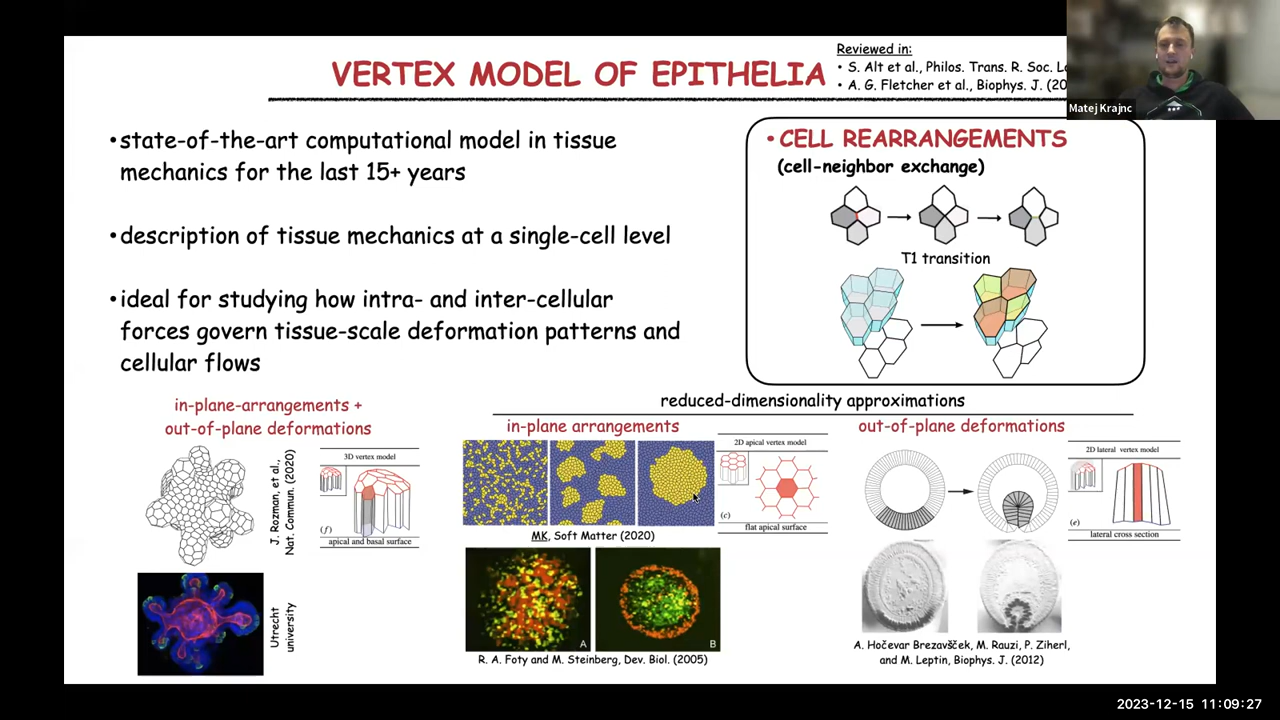 VERTEX MODEL OF EPITHELIA
Reviewed in:
• S. Alt et al., Philos. Trans. R. Soc.
• A. G. Fletcher et al., Biophys. J.
Matej Krajnc
•state-of-the-art computational model in tissue
mechanics for the last 15+ years
•description of tissue mechanics at a single-cell level
•ideal for studying how intra- and inter-cellular
forces govern tissue-scale deformation patterns and
cellular flows
• CELL REARRANGEMENTS
(cell-neighbor exchange)
T1 transition
in-plane-arrangements +
out-of-plane deformations
J. Rozman, et al.,
Nat. Commun. (2020)
3D vertex model
(f)
apical and basal surface
Utrecht
university
reduced-dimensionality approximations
in-plane arrangements
2D apical vertex model
(c)
flat apical surface
MK, Soft Matter (2020)
A
B
R. A. Foty and M. Steinberg, Dev. Biol. (2005)
out-of-plane deformations
2D lateral vertex model
(e)
lateral cross section
A. Hočevar Brezavšček, M. Rauzi, P. Ziherl,
and M. Leptin, Biophys. J. (2012)
2023-12-15 11:09:27